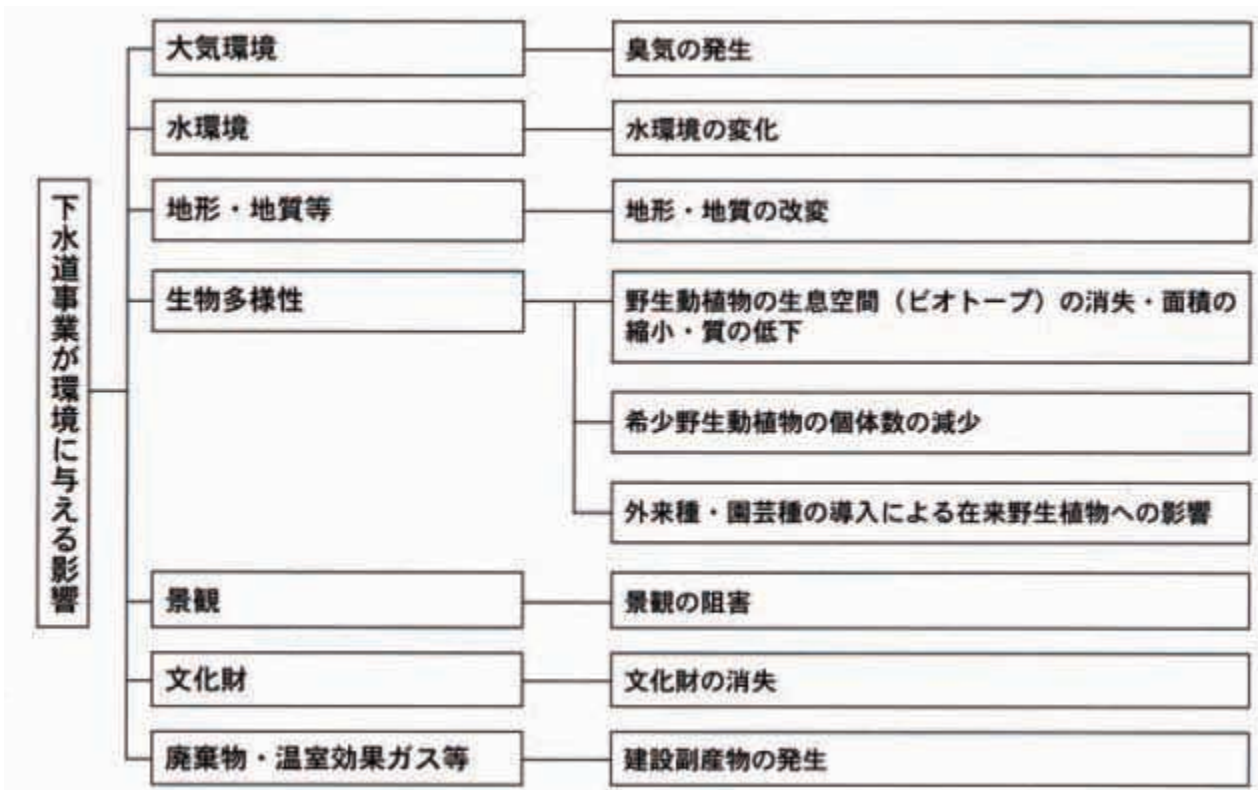 下水道事業が環境に与える影響
大気環境
臭気の発生
水環境
水環境の変化
地形・地質等
地形・地質の改変
生物多様性
野生動植物の生息空間（ビオトープ）の消失・面積の
縮小・質の低下
希少野生動植物の個体数の減少
外来種・園芸種の導入による在来野生植物への影響
景観
景観の阻害
文化財
文化財の消失
廃棄物・温室効果ガス等
建設副産物の発生